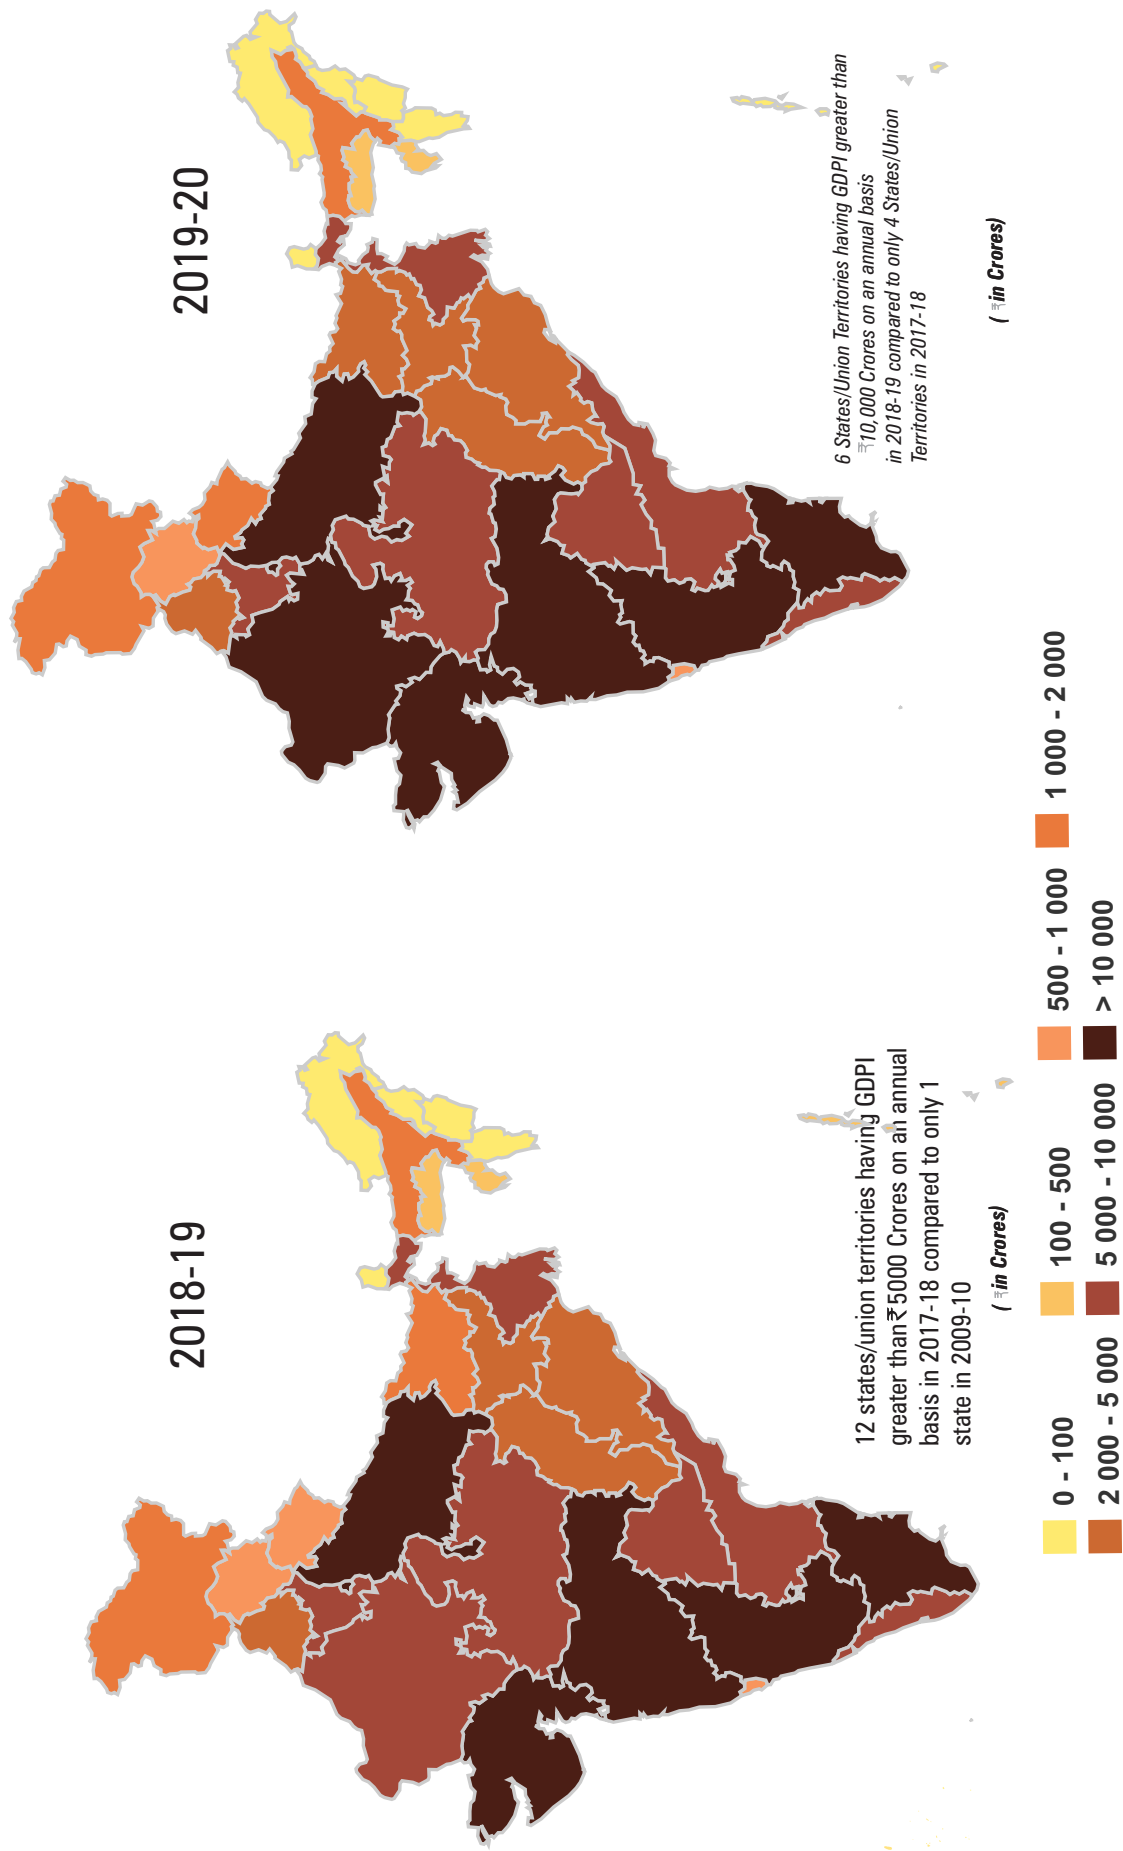 2018-19
12 states/union territories having GDPI
greater than ₹ 5000 Crores on an annual
basis in 2017-18 compared to only 1
state in 2009-10
( ₹ in Crores)
2019-20
6 States/Union Territories having GDPI greater than
₹10,000 Crores on an annual basis
in 2018-19 compared to only 4 States/Union
Territories in 2017-18
( ₹ in Crores)
0 - 100 100 - 500 500 - 1 000 1 000 - 2 000
2 000 - 5 000 5 000 - 10 000 > 10 000